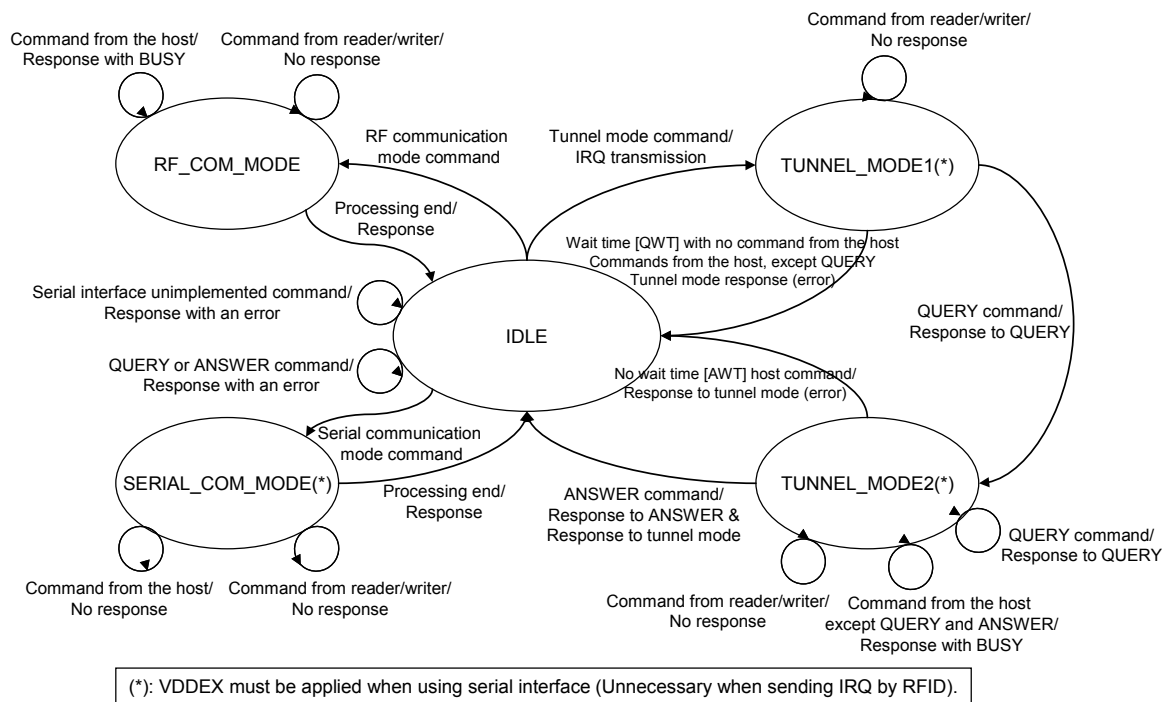 Command from the host/
Response with BUSY
Command from reader/writer/
No response
RF_COM_MODE
RF communication
mode command
Processing end/
Response
Tunnel mode command/
IRQ transmission
Command from reader/writer/
No response
TUNNEL_MODE1(*)
Wait time [QWT] with no command from the host
Commands from the host, except QUERY
Tunnel mode response (error)
QUERY command/
Response to QUERY
Serial interface unimplemented command/
Response with an error
IDLE
QUERY or ANSWER command/
Response with an error
No wait time [AWT] host command/
Response to tunnel mode (error)
Serial communication
mode command
SERIAL_COM_MODE(*)
Processing end/
Response
ANSWER command/
Response to ANSWER &
Response to tunnel mode
TUNNEL_MODE2(*)
QUERY command/
Response to QUERY
Command from the host/
No response
Command from reader/writer/
No response
Command from reader/writer/
No response
Command from the host
except QUERY and ANSWER/
Response with BUSY
(*): VDDEX must be applied when using serial interface (Unnecessary when sending IRQ by RFID).